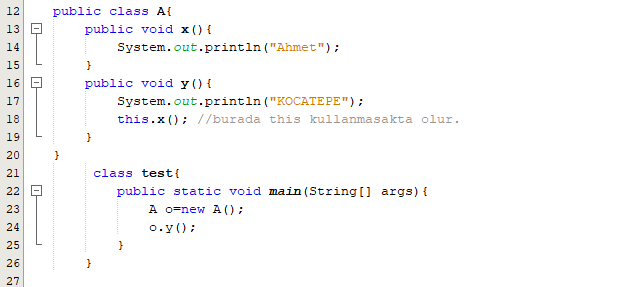 12 public class A{
13 public void x(){
14 System.out.println("Ahmet");
15 }
16 public void y(){
17 System.out.println("KOCATEPE");
18 this.x(); //burada this kullanmasakta olur.
19 }
20 }
21 class test{
22 public static void main(String[] args){
23 A o=new A();
24 o.y();
25 }
26 }
27